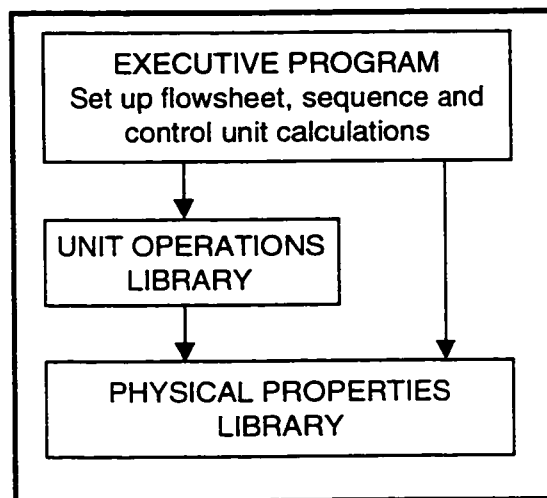 EXECUTIVE PROGRAM
Set up flowsheet, sequence and
control unit calculations
UNIT OPERATIONS
LIBRARY
PHYSICAL PROPERTIES
LIBRARY